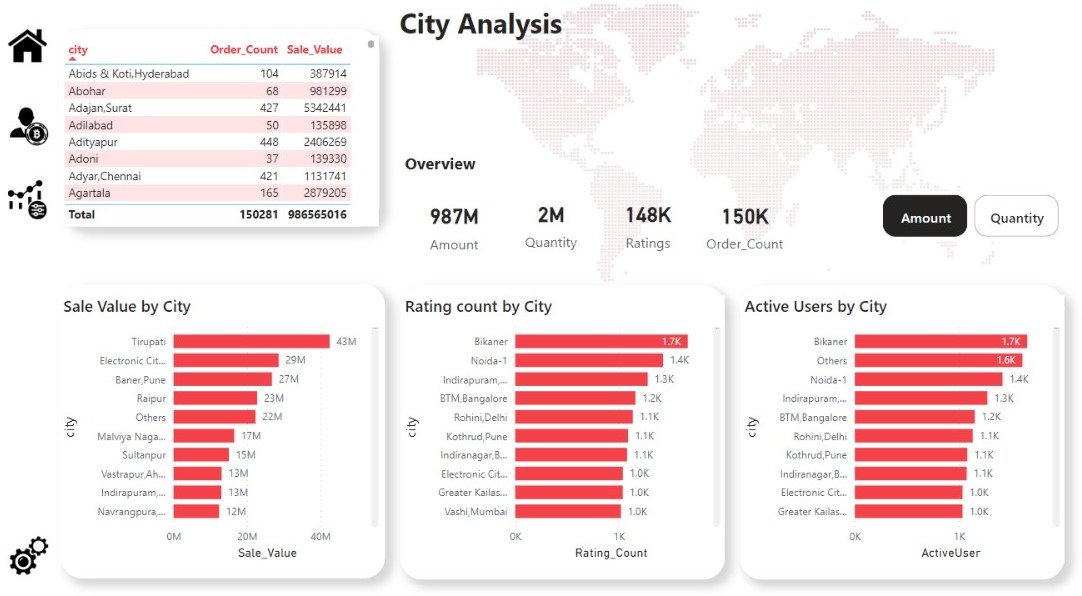 City Analysis
city Order_Count Sale_Value
Abids & Koti,Hyderabad 104 387914
Abohar 68 981299
Adajan,Surat 427 5342441
Adilabad 50 135898
Adityapur 448 2406269
Adoni 37 139330
Adyar,Chennai 421 1131741
Agartala 165 2879205
Total 150281 986565016
Overview
987M 2M 148K 150K
Amount Quantity Ratings Order_Count
Amount Quantity
Sale Value by City
Tirupati 43M
Electronic Cit... 29M
Baner,Pune 27M
Raipur 23M
Others 22M
Malviya Naga... 17M
Sultanpur 15M
Vastrapur,Ah... 13M
Indirapuram,... 13M
Navrangpura,... 12M
city
0M 20M 40M
Sale_Value
Rating count by City
Bikaner 1.7K
Noida-1 1.4K
Indirapuram,... 1.3K
BTM,Bangalore 1.2K
Rohini,Delhi 1.1K
Kothrud,Pune 1.1K
Indiranagar,B... 1.1K
Electronic Cit... 1.0K
Greater Kailas... 1.0K
Vashi,Mumbai 1.0K
city
0K 1K
Rating_Count
Active Users by City
Bikaner 1.7K
Others 1.6K
Noida-1 1.4K
Indirapuram,... 1.3K
BTM,Bangalore 1.2K
Rohini,Delhi 1.1K
Kothrud,Pune 1.1K
Indiranagar,B... 1.1K
Electronic Cit... 1.0K
Greater Kailas... 1.0K
city
0K 1K
ActiveUser